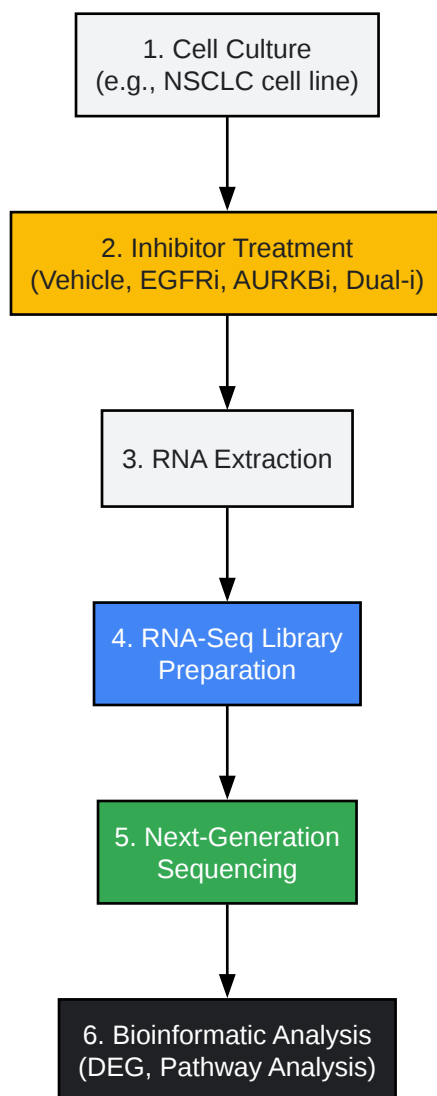 1. Cell Culture
(e.g., NSCLC cell line)
2. Inhibitor Treatment
(Vehicle, EGFRi, AURKBi, Dual-i)
3. RNA Extraction
4. RNA-Seq Library
Preparation
5. Next-Generation
Sequencing
6. Bioinformatic Analysis
(DEG, Pathway Analysis)